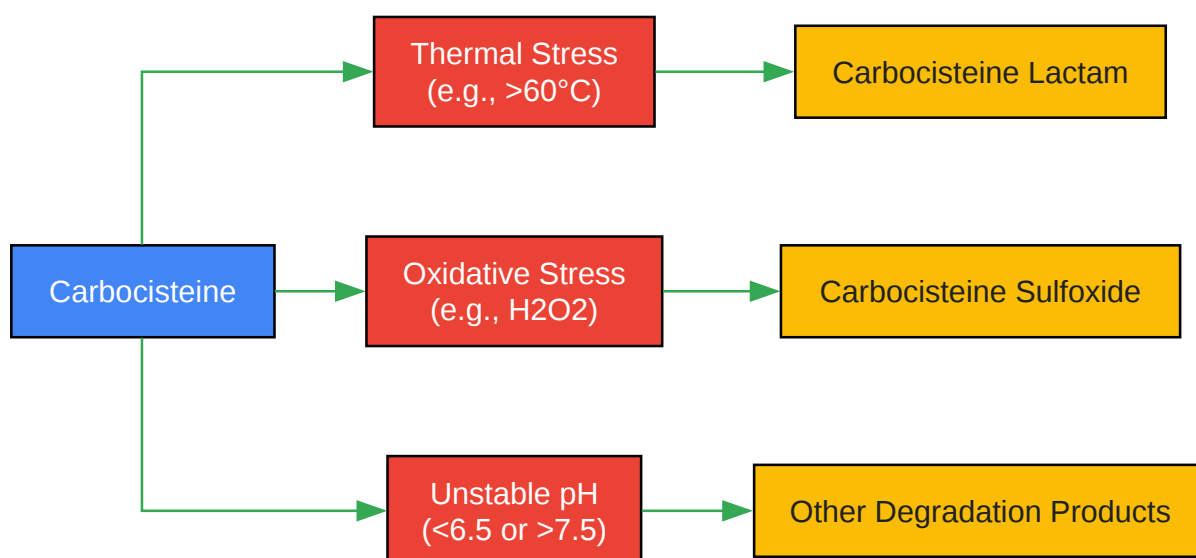 Thermal Stress
(e.g., >60°C)
Carbocisteine Lactam
Carbocisteine
Oxidative Stress
(e.g., H2O2)
Carbocisteine Sulfoxide
Unstable pH
(<6.5 or >7.5)
Other Degradation Products